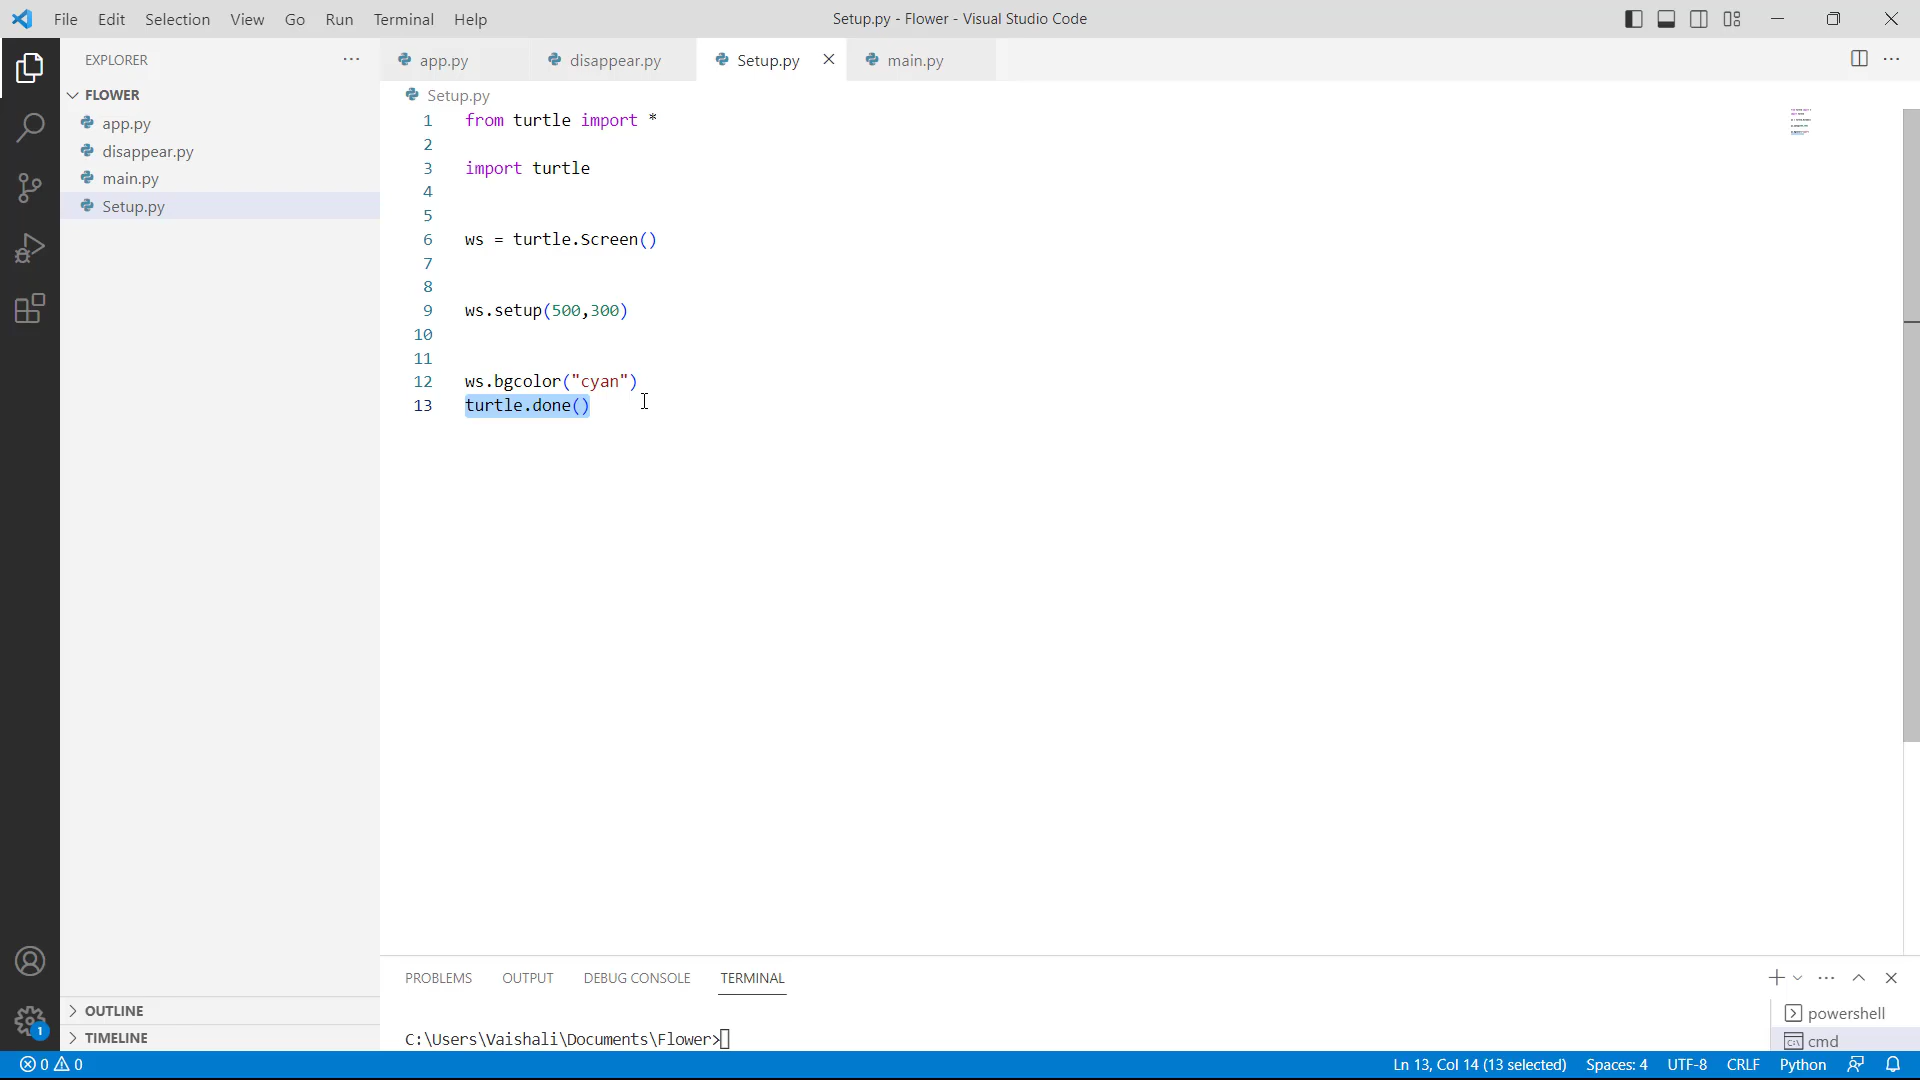 File Edit Selection View Go Run Terminal Help
Setup.py - Flower - Visual Studio Code
EXPLORER
app.py
disappear.py
Setup.py
main.py
FLOWER
app.py
disappear.py
main.py
Setup.py
Setup.py
1 from turtle import *
2
3 import turtle
4
5
6 ws = turtle.Screen()
7
8
9 ws.setup(500,300)
10
11
12 ws.bgcolor("cyan")
13 turtle.done()
OUTLINE
TIMELINE
PROBLEMS OUTPUT DEBUG CONSOLE TERMINAL
C:\Users\Vaishali\Documents\Flower>
powershell
cmd
1
0 0
Ln 13, Col 14 (13 selected) Spaces: 4 UTF-8 CRLF Python